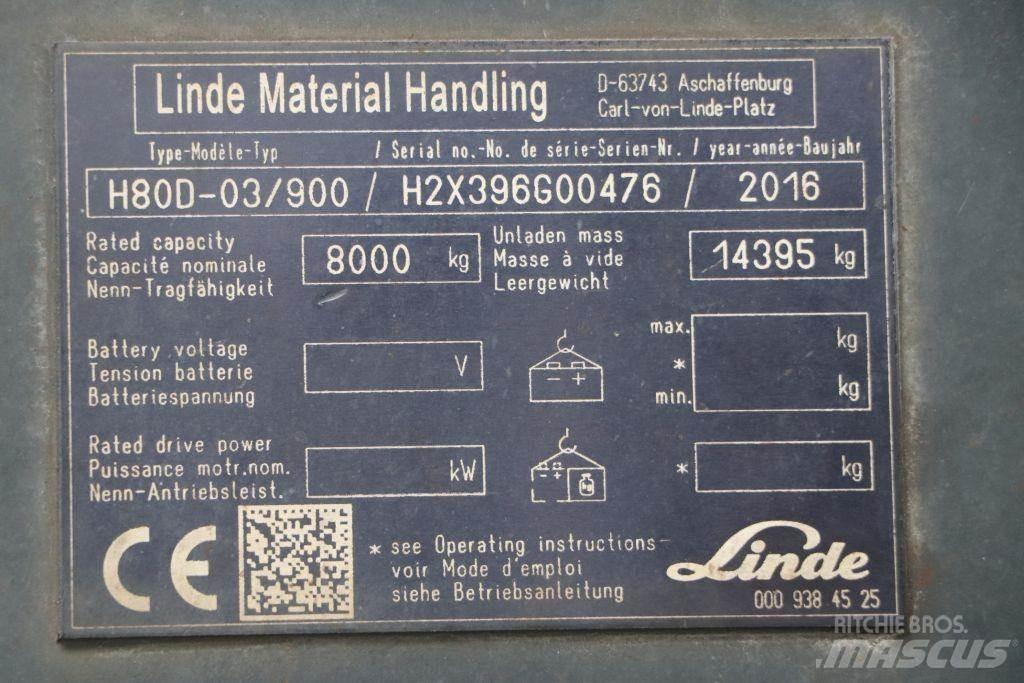 Linde Material Handling
D-63743 Aschaffenburg
Carl-von-Linde-Platz
Type-Modèle-Typ / Serial no.-No. de série-Serien-Nr. / year-année-Baujahr
H80D-03/900 / H2X396G00476 / 2016
Rated capacity
Capacité nominale
Nenn-Tragfähigkeit
8000 kg
Unladen mass
Masse à vide
Leergewicht
14395 kg
Battery voltage
Tension batterie
Batteriespannung
V
- +
max.
*
min.
kg
kg
Rated drive power
Puissance motr.nom.
Nenn-Antriebsleist.
kW
- +
kg
*
kg
CE
* see Operating instructions-
voir Mode d'emploi
siehe Betriebsanleitung
Linde
000 938 45 25
RITCHIE BROS.
MASCUS